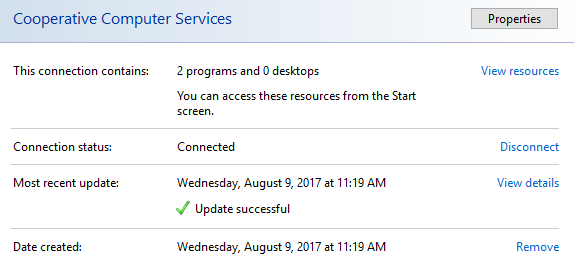 Cooperative Computer Services
Properties
This connection contains: 2 programs and 0 desktops View resources
You can access these resources from the Start
screen.
Connection status: Connected Disconnect
Most recent update: Wednesday, August 9, 2017 at 11:19 AM View details
Update successful
Date created: Wednesday, August 9, 2017 at 11:19 AM Remove